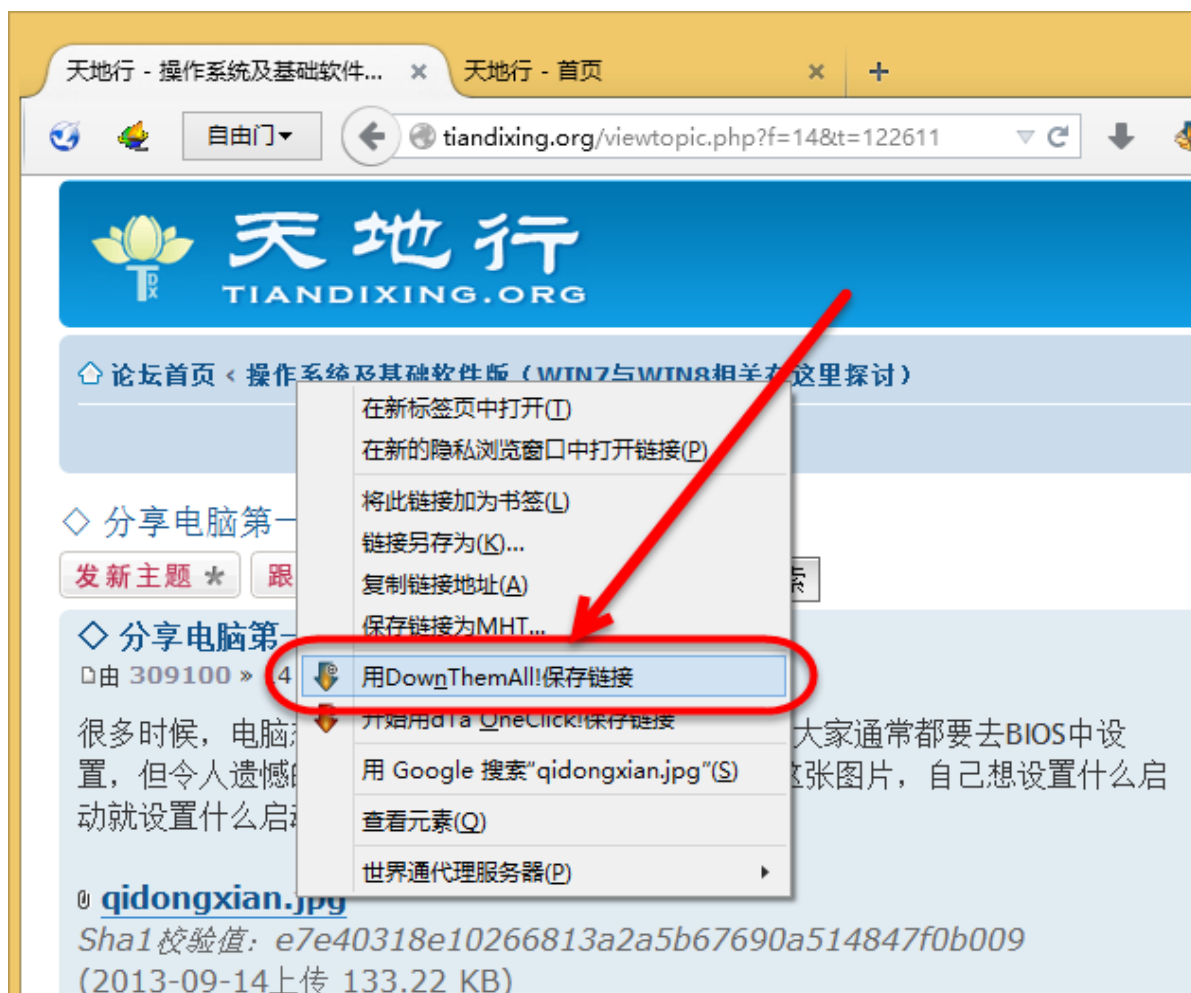 天地行 - 操作系统及基础软件...
天地行 - 首页
自由门
tiandixing.org/viewtopic.php?f=14&t=122611
天地行
TDX
TIANDIXING.ORG
论坛首页 ‹ 操作系统及基础软件版（WIN7与WIN8相关在这里探讨）
在新标签页中打开(T)
在新的隐私浏览窗口中打开链接(P)
将此链接加为书签(L)
◇ 分享电脑第一
链接另存为(K)...
发新主题 跟
复制链接地址(A)
索
保存链接为MHT...
◇ 分享电脑第一
由 309100 » 14
用DownThemAll!保存链接
开始用dTa OneClick!保存链接
很多时候，电脑 大家通常都要去BIOS中设
用 Google 搜索"qidongxian.jpg"(S)
置，但令人遗憾的 这张图片，自己想设置什么启
动就设置什么启动
查看元素(Q)
世界通代理服务器(P)
qidongxian.jpg
Sha1校验值：e7e40318e10266813a2a5b67690a514847f0b009
(2013-09-14上传 133.22 KB)